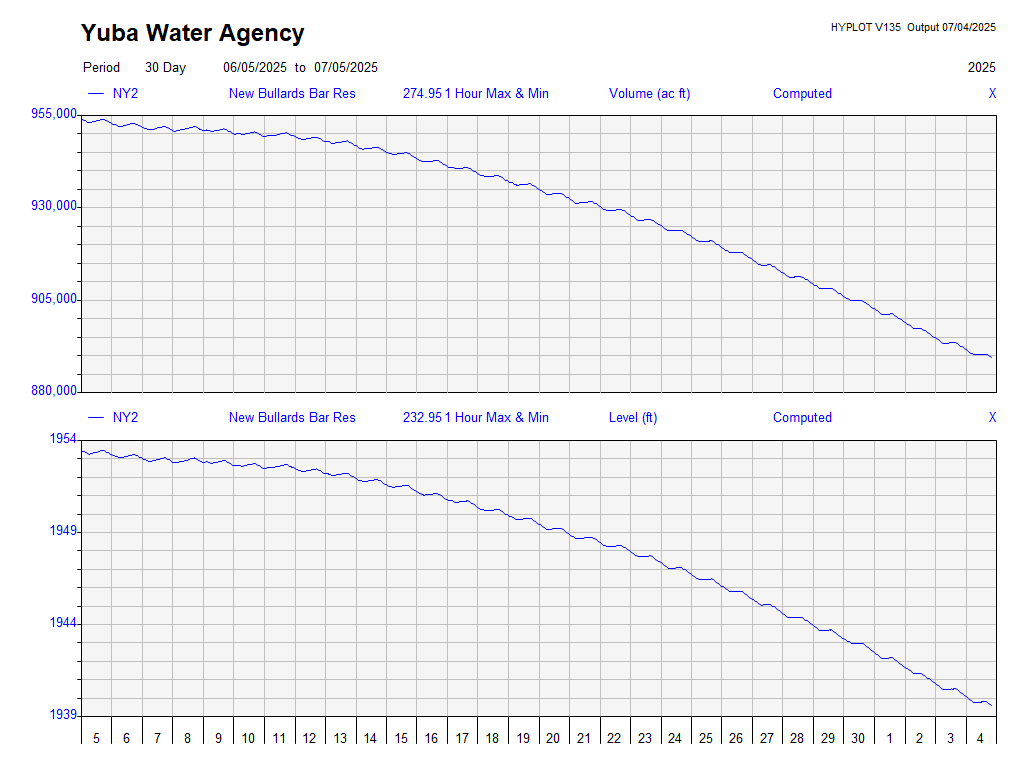 Yuba Water Agency
HYPLOT V135 Output 07/04/2025
Period 30 Day 06/05/2025 to 07/05/2025 2025
NY2 New Bullards Bar Res 274.95 1 Hour Max & Min Volume (ac ft) Computed X
955,000
930,000
905,000
880,000
NY2 New Bullards Bar Res 232.95 1 Hour Max & Min Level (ft) Computed X
1954
1949
1944
1939
5 6 7 8 9 10 11 12 13 14 15 16 17 18 19 20 21 22 23 24 25 26 27 28 29 30 1 2 3 4